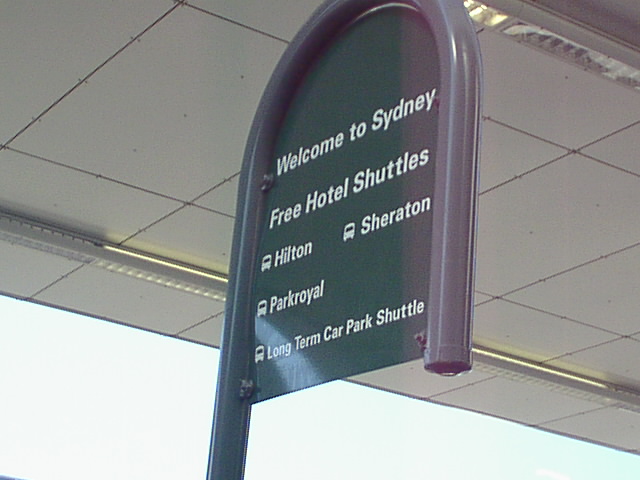 Welcome to Sydney
Free Hotel Shuttles
Hilton Sheraton
Parkroyal
Long Term Car Park Shuttle